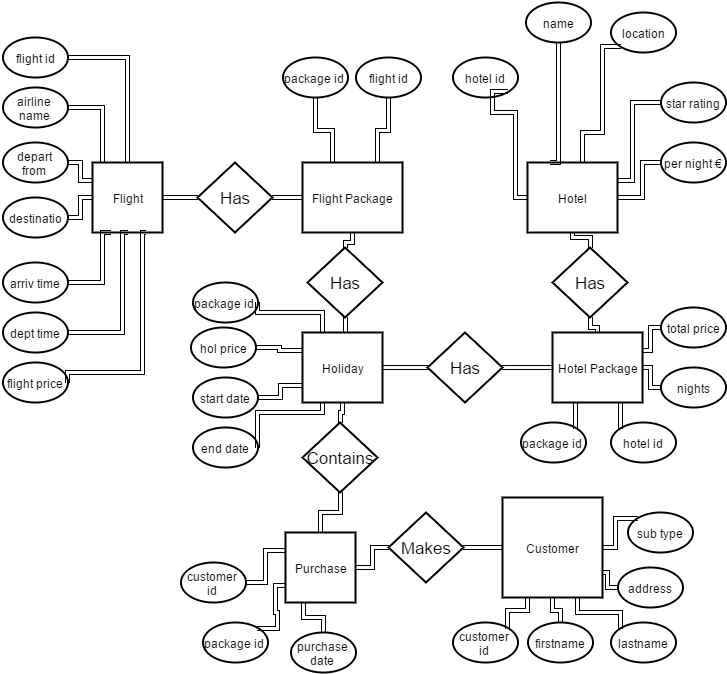 name
location
flight id
package id
flight id
hotel id
airline
name
star rating
depart
from
per night €
Flight
Has
Flight Package
Hotel
destinatio
arriv time
Has
Has
package id
dept time
total price
hol price
Holiday
Has
Hotel Package
flight price
start date
nights
end date
package id
hotel id
Contains
sub type
Purchase
Makes
Customer
customer
id
address
package id
purchase
date
customer
id
firstname
lastname